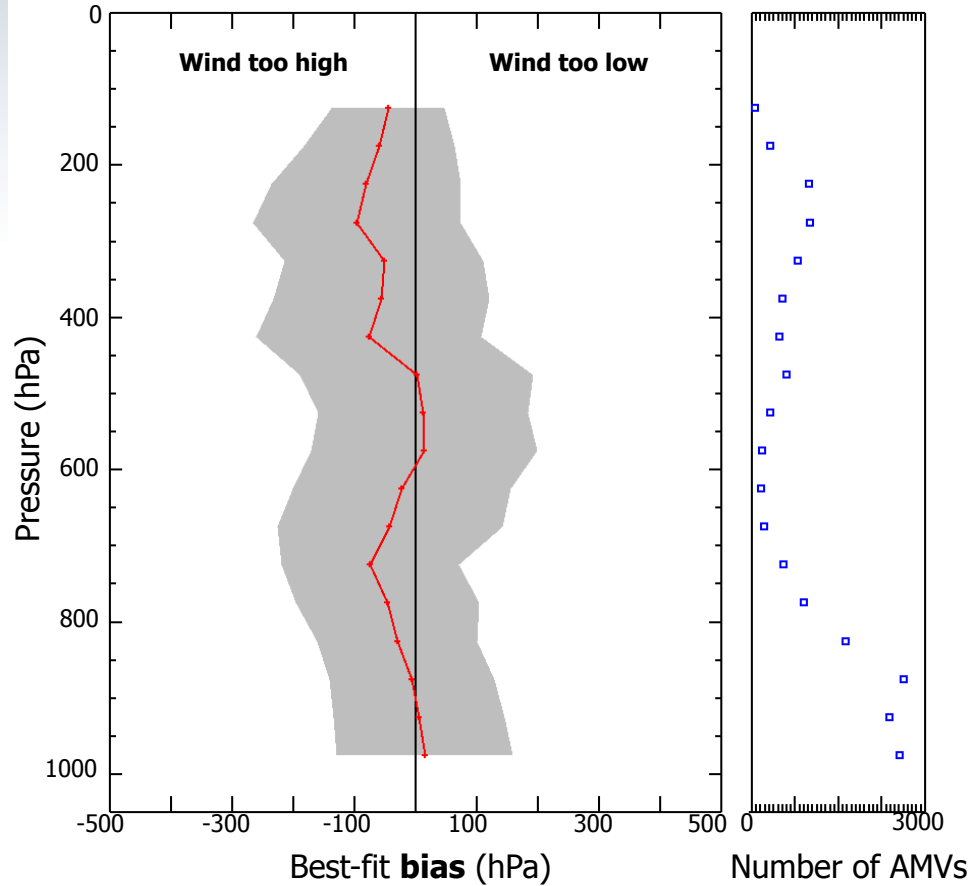 0
Wind too high Wind too low
200
400
600
800
1000
Pressure (hPa)
-500 -300 -100 100 300 500
0 3000
Best-fit bias (hPa)
Number of AMVs